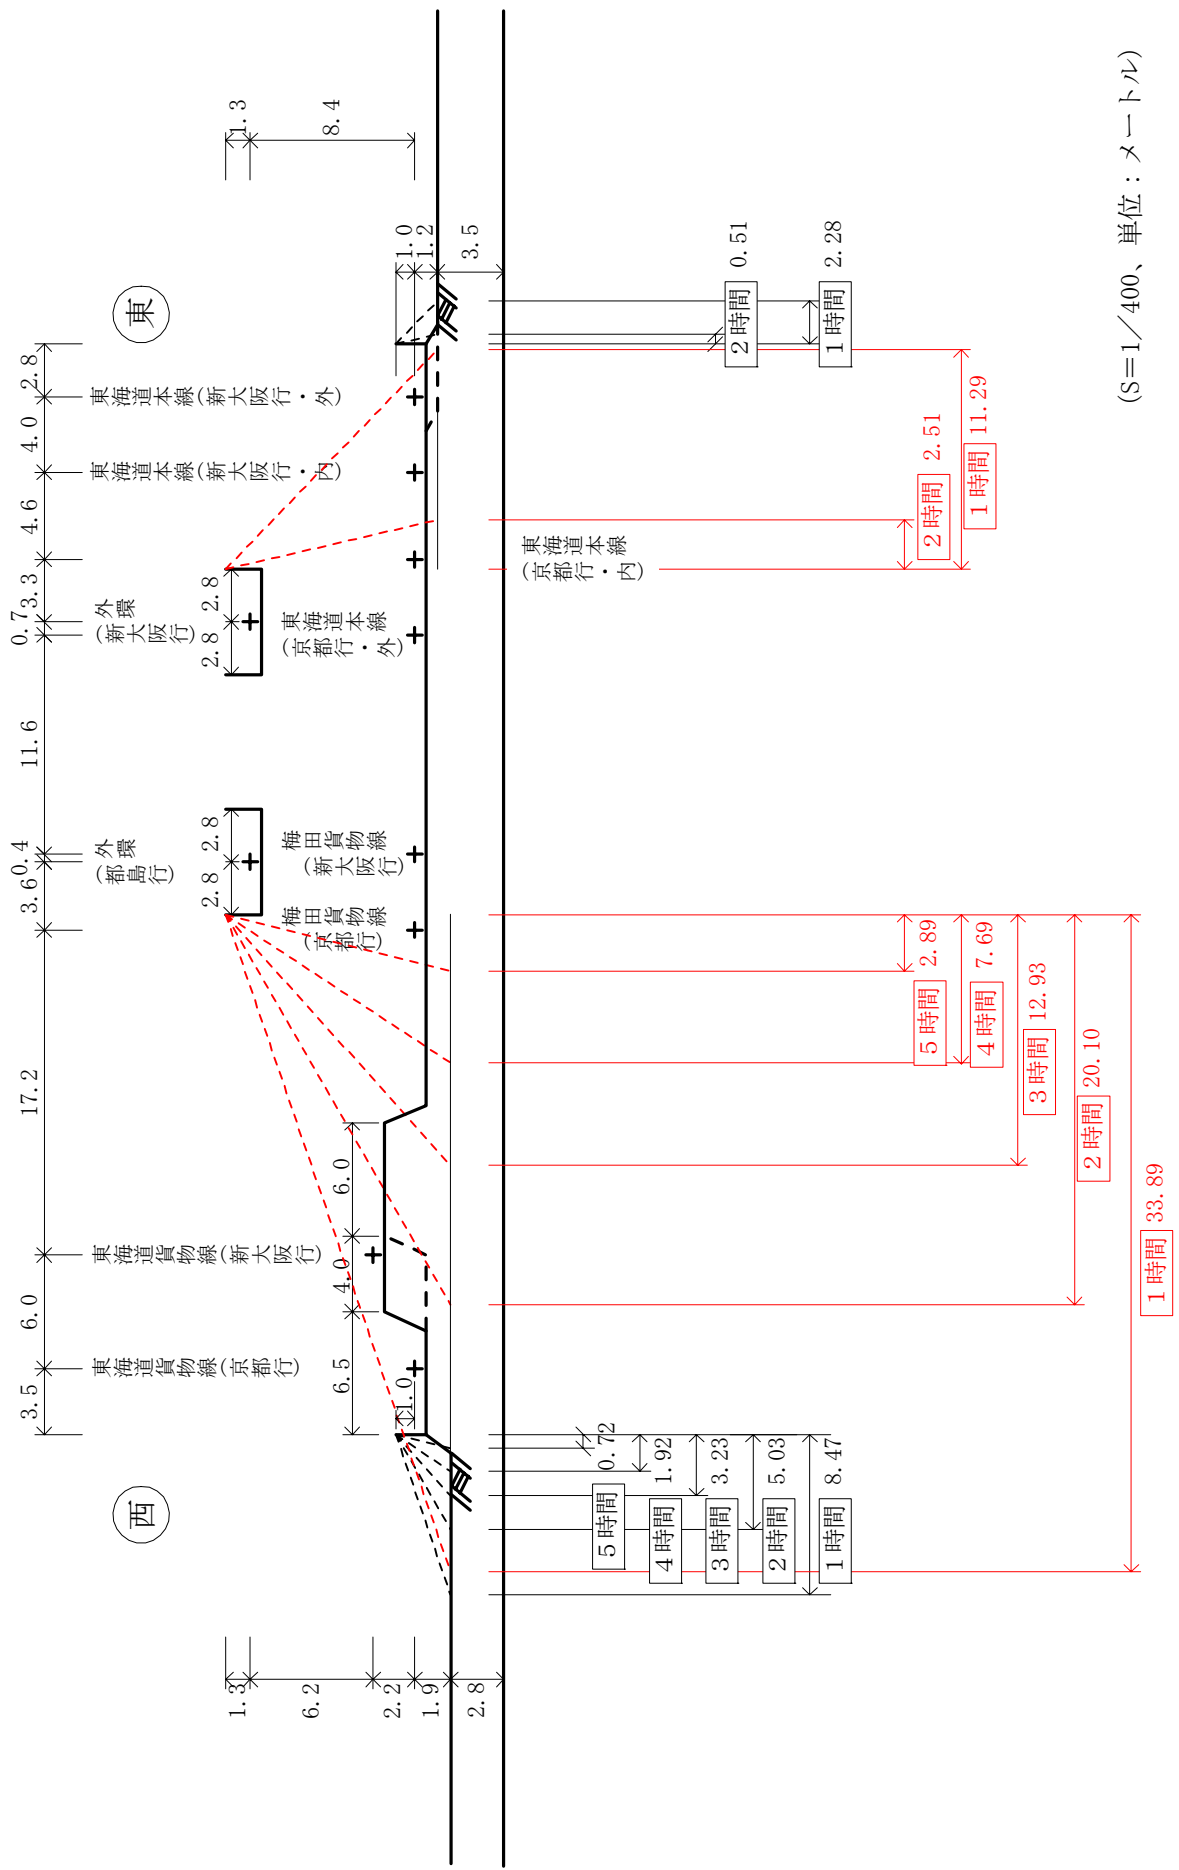 西
東
3.5
6.0
17.2
3.6
0.4
11.6
0.7
3.3
4.6
4.0
2.8
東海道貨物線(京都行)
東海道貨物線(新大阪行)
外環
(都島行)
外環
(新大阪行)
東海道本線(新大阪行・内)
東海道本線(新大阪行・外)
梅田貨物線
(京都行)
梅田貨物線
(新大阪行)
東海道本線
(京都行・外)
東海道本線
(京都行・内)
2.8
2.8
2.8
2.8
6.5
4.0
6.0
1.0
1.3
6.2
2.2
1.9
2.8
1.3
8.4
1.0
1.2
3.5
5時間 0.72
4時間 1.92
3時間 3.23
2時間 5.03
1時間 8.47
5時間 2.89
4時間 7.69
3時間 12.93
2時間 20.10
1時間 33.89
2時間 2.51
1時間 11.29
2時間 0.51
1時間 2.28
(S=1/400、単位：メートル)